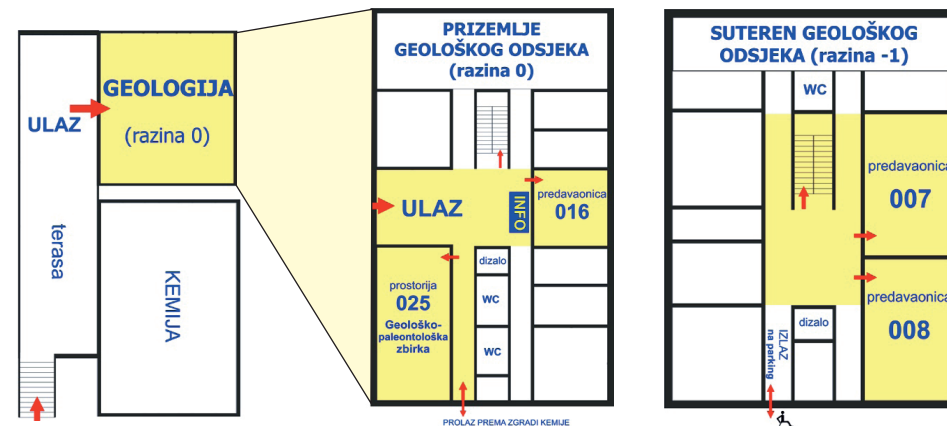 ULAZ
GEOLOGIJA
(razina 0)
terasa
KEMIJA
PRIZEMLJE
GEOLOŠKOG ODSJEKA
(razina 0)
ULAZ
INFO
predavaonica
016
prostorija
025
Geološko-
paleontološka
zbirka
dizalo
WC
WC
PROLAZ PREMA ZGRADI KEMIJE
SUTEREN GEOLOŠKOG
ODSJEKA (razina -1)
WC
predavaonica
007
predavaonica
008
dizalo
IZLAZ
na parking